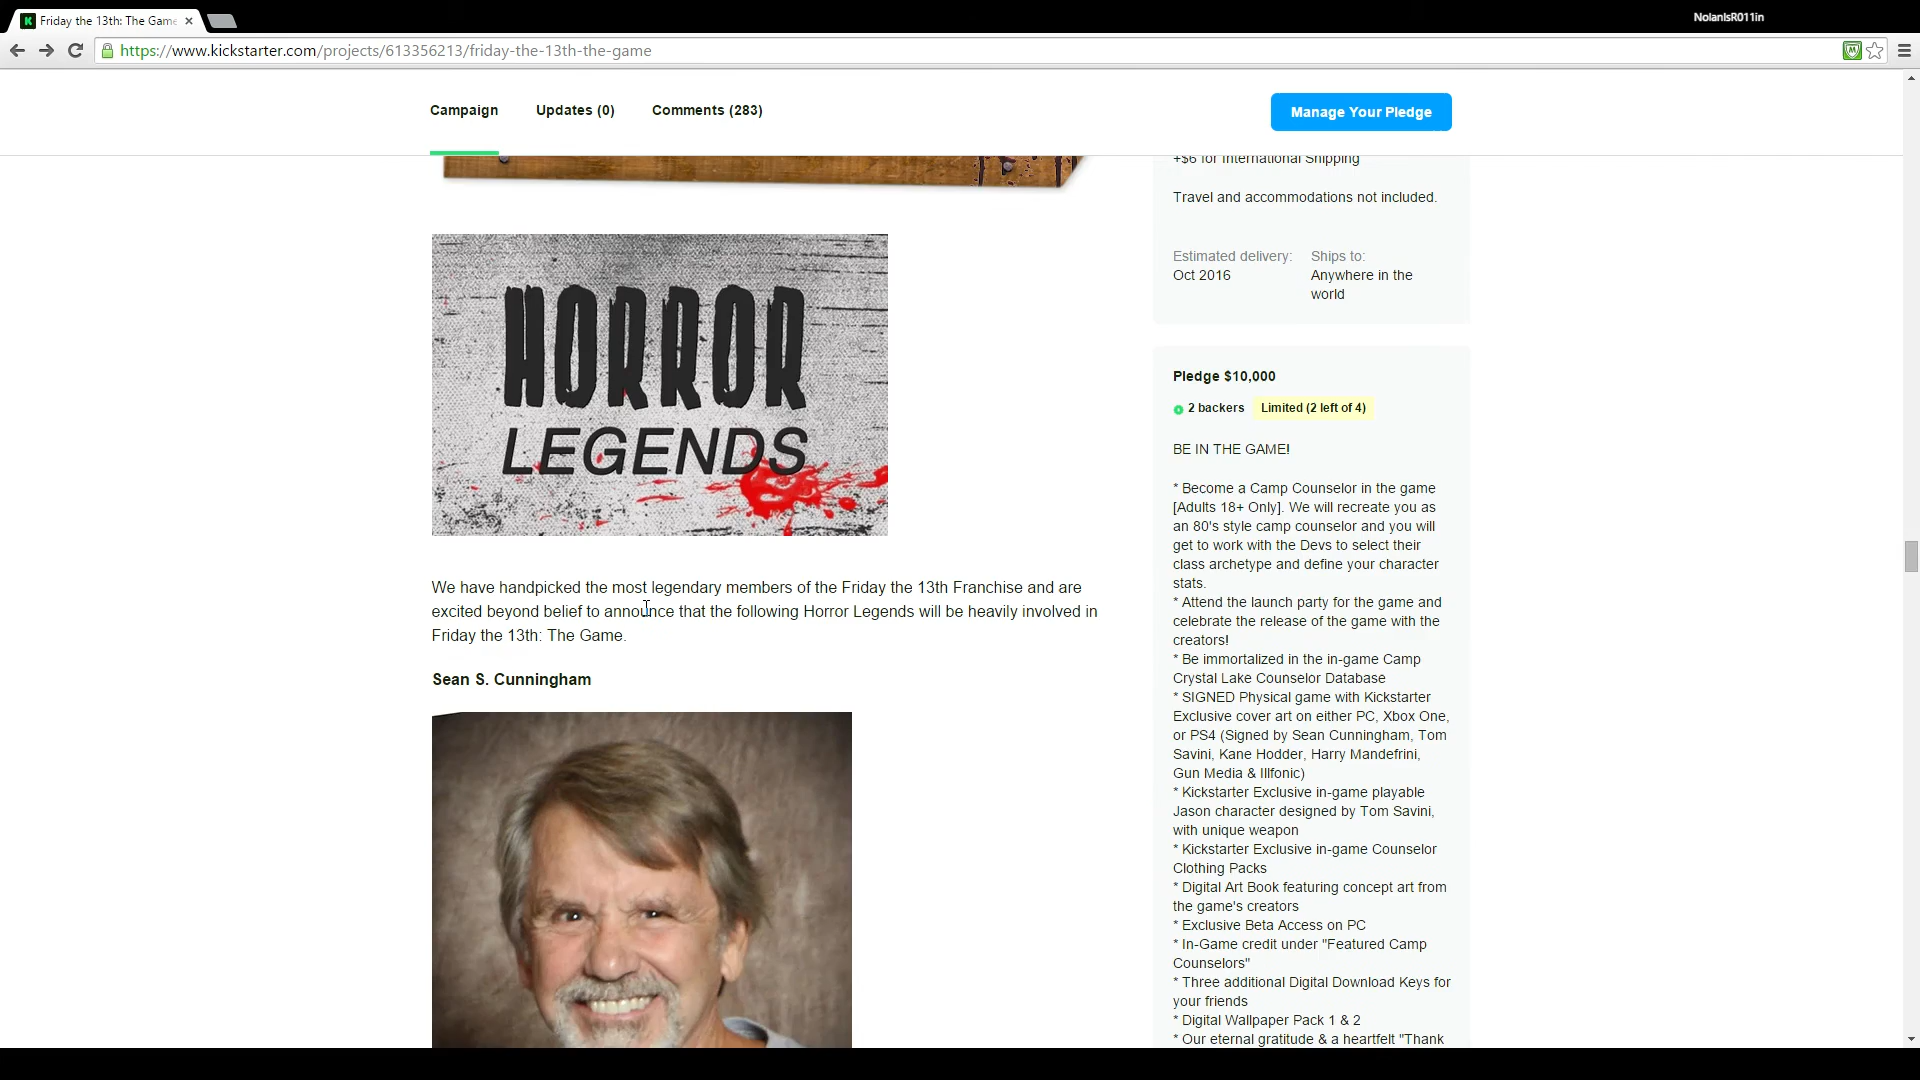 Friday the 13th: The Game
NolanIsR011in
https://www.kickstarter.com/projects/613356213/friday-the-13th-the-game
Campaign
Updates (0)
Comments (283)
Manage Your Pledge
+$6 for International Shipping
Travel and accommodations not included.
Estimated delivery:
Oct 2016
Ships to:
Anywhere in the
world
HORROR
LEGENDS
We have handpicked the most legendary members of the Friday the 13th Franchise and are
excited beyond belief to announce that the following Horror Legends will be heavily involved in
Friday the 13th: The Game.
Sean S. Cunningham
Pledge $10,000
2 backers
Limited (2 left of 4)
BE IN THE GAME!
* Become a Camp Counselor in the game
[Adults 18+ Only]. We will recreate you as
an 80's style camp counselor and you will
get to work with the Devs to select their
class archetype and define your character
stats.
* Attend the launch party for the game and
celebrate the release of the game with the
creators!
* Be immortalized in the in-game Camp
Crystal Lake Counselor Database
* SIGNED Physical game with Kickstarter
Exclusive cover art on either PC, Xbox One,
or PS4 (Signed by Sean Cunningham, Tom
Savini, Kane Hodder, Harry Mandefrini,
Gun Media & Illfonic)
* Kickstarter Exclusive in-game playable
Jason character designed by Tom Savini,
with unique weapon
* Kickstarter Exclusive in-game Counselor
Clothing Packs
* Digital Art Book featuring concept art from
the game's creators
* Exclusive Beta Access on PC
* In-Game credit under "Featured Camp
Counselors"
* Three additional Digital Download Keys for
your friends
* Digital Wallpaper Pack 1 & 2
* Our eternal gratitude & a heartfelt "Thank